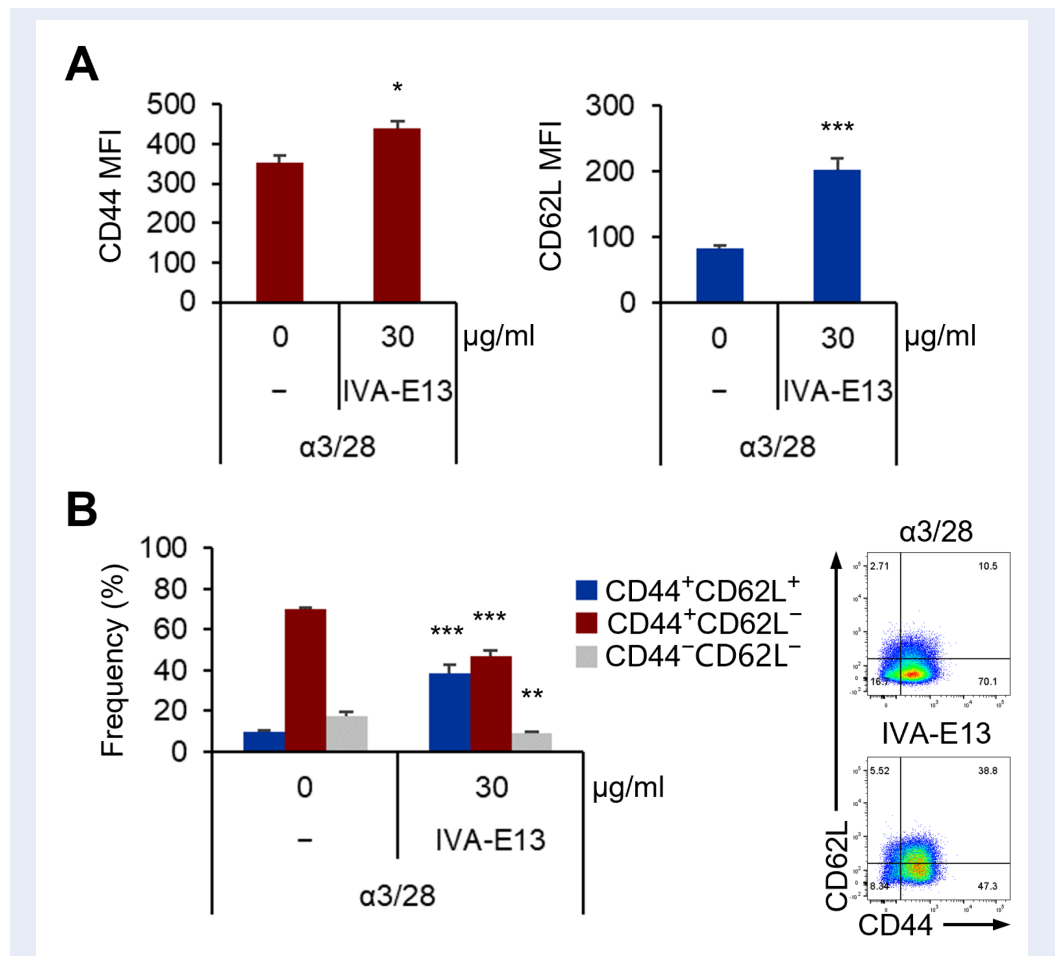 A
CD44 MFI
500
400
300
200
100
0
*
0 30 µg/ml
– IVA-E13
α3/28
CD62L MFI
300
200
100
0
***
0 30 µg/ml
– IVA-E13
α3/28
B
Frequency (%)
100
80
60
40
20
0
*** ***
**
CD44⁺CD62L⁺
CD44⁺CD62L⁻
CD44⁻CD62L⁻
0 30 µg/ml
– IVA-E13
α3/28
α3/28
2.71 10.5
70.1
IVA-E13
5.52 38.8
8.34 47.3
CD62L
CD44